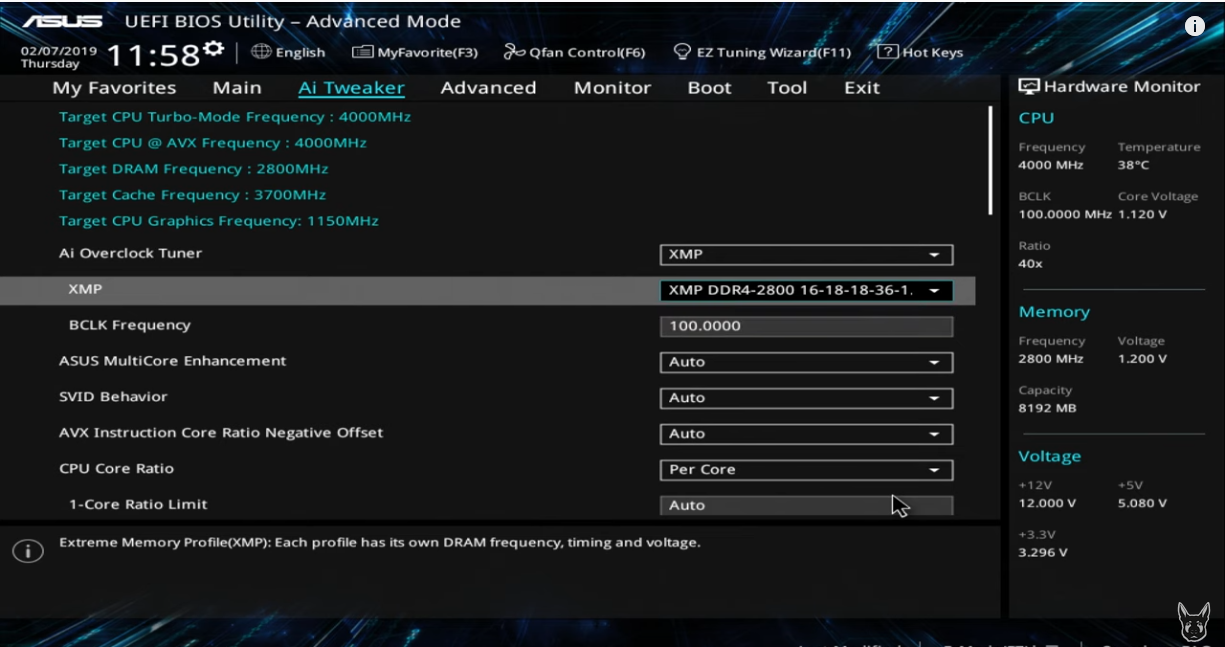 ASUS UEFI BIOS Utility – Advanced Mode
02/07/2019 Thursday 11:58 English MyFavorite(F3) Qfan Control(F6) EZ Tuning Wizard(F11) ? Hot Keys
My Favorites Main Ai Tweaker Advanced Monitor Boot Tool Exit
Target CPU Turbo-Mode Frequency : 4000MHz
Target CPU @ AVX Frequency : 4000MHz
Target DRAM Frequency : 2800MHz
Target Cache Frequency : 3700MHz
Target CPU Graphics Frequency: 1150MHz
Ai Overclock Tuner XMP
XMP XMP DDR4-2800 16-18-18-36-1.
BCLK Frequency 100.0000
ASUS MultiCore Enhancement Auto
SVID Behavior Auto
AVX Instruction Core Ratio Negative Offset Auto
CPU Core Ratio Per Core
1-Core Ratio Limit Auto
Extreme Memory Profile(XMP): Each profile has its own DRAM frequency, timing and voltage.
Hardware Monitor
CPU
Frequency Temperature
4000 MHz 38°C
BCLK Core Voltage
100.0000 MHz 1.120 V
Ratio
40x
Memory
Frequency Voltage
2800 MHz 1.200 V
Capacity
8192 MB
Voltage
+12V +5V
12.000 V 5.080 V
+3.3V
3.296 V